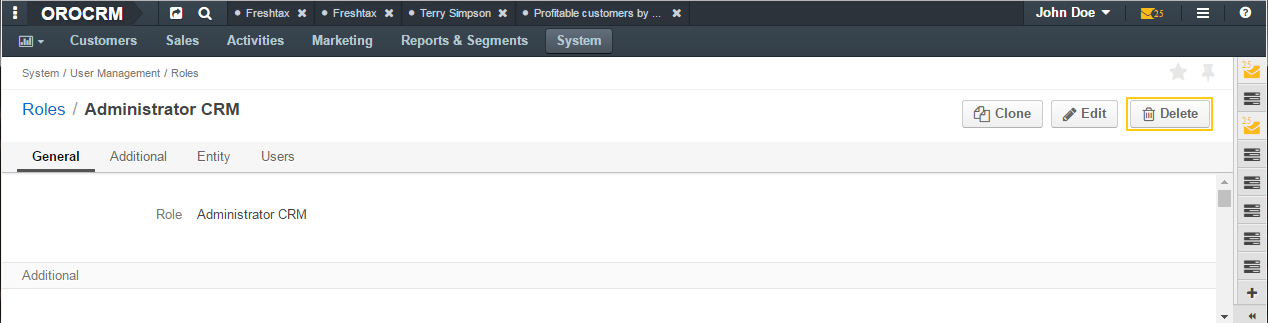 OROCRM Freshtax Freshtax Terry Simpson Profitable customers by ... John Doe 25
Customers Sales Activities Marketing Reports & Segments System
System / User Management / Roles
25
Roles / Administrator CRM
Clone Edit Delete
25
General Additional Entity Users
Role Administrator CRM
Additional